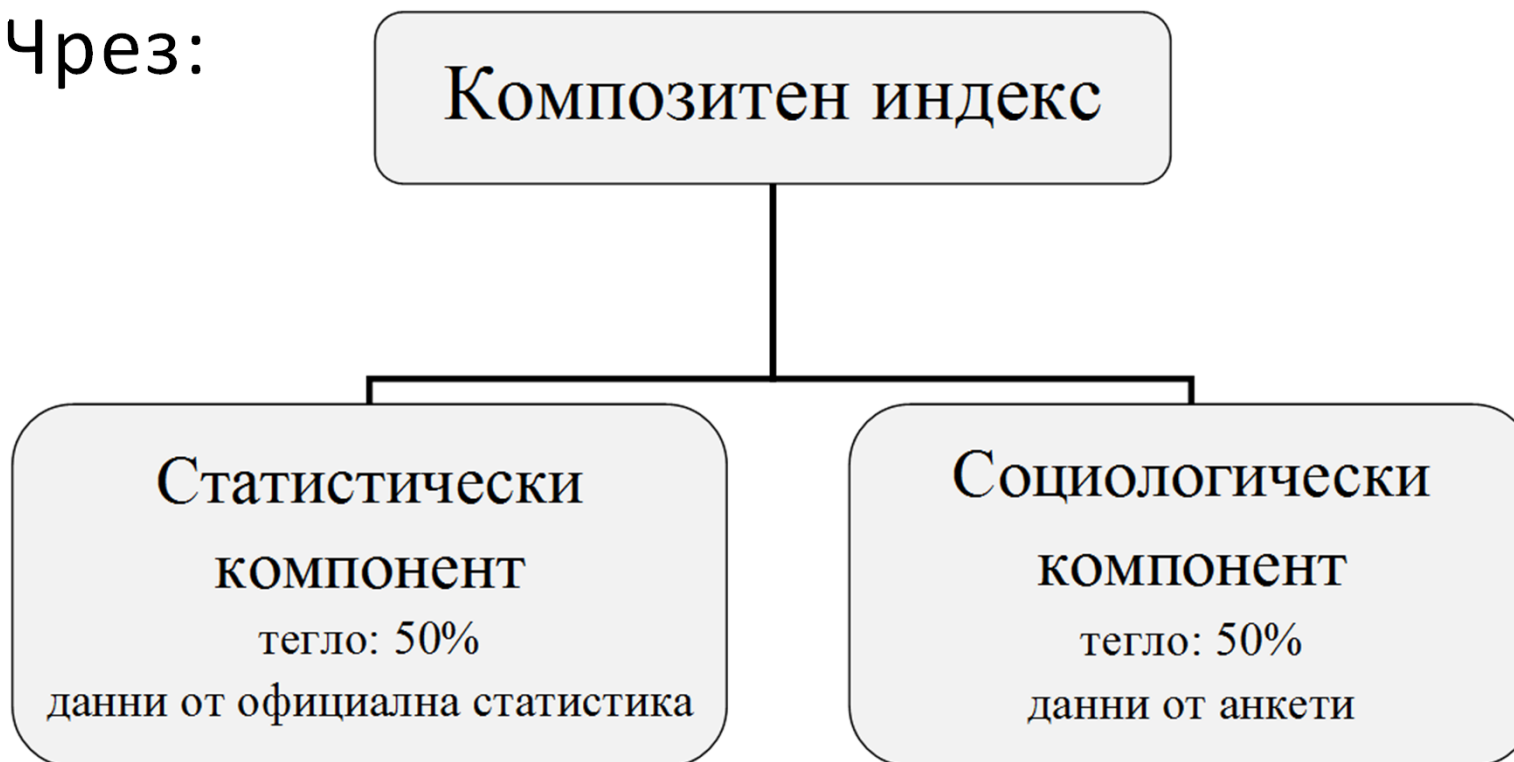 Чрез:
Композитен индекс
Статистически
компонент
тегло: 50%
данни от официална статистика
Социологически
компонент
тегло: 50%
данни от анкети